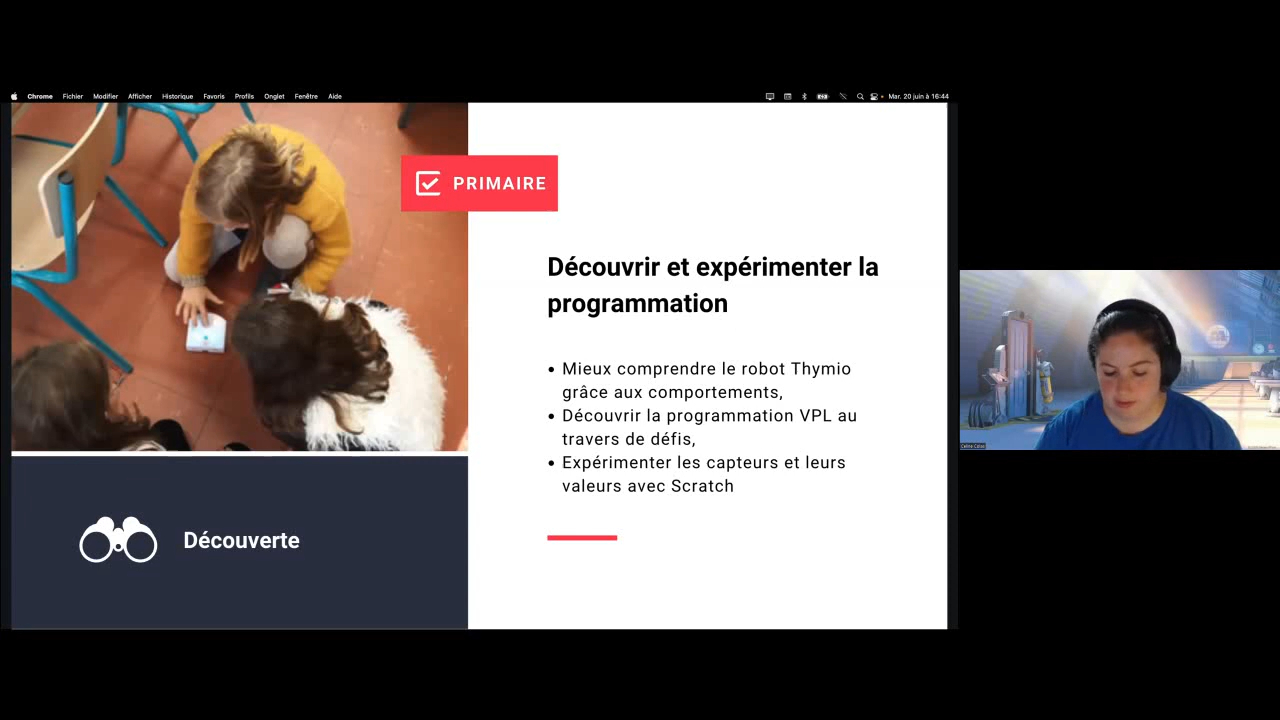 Chrome Fichier Modifier Afficher Historique Favoris Profils Onglet Fenêtre Aide
Mar. 20 juin à 16:44
PRIMAIRE
Découvrir et expérimenter la
programmation
• Mieux comprendre le robot Thymio
grâce aux comportements,
• Découvrir la programmation VPL au
travers de défis,
• Expérimenter les capteurs et leurs
valeurs avec Scratch
Découverte